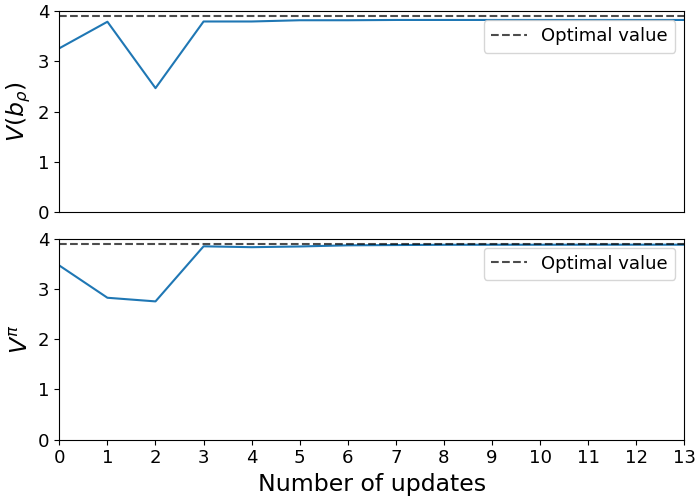 4
3
2
1
0
V(b_ρ)
Optimal value
4
3
2
1
0
V^π
Optimal value
0 1 2 3 4 5 6 7 8 9 10 11 12 13
Number of updates